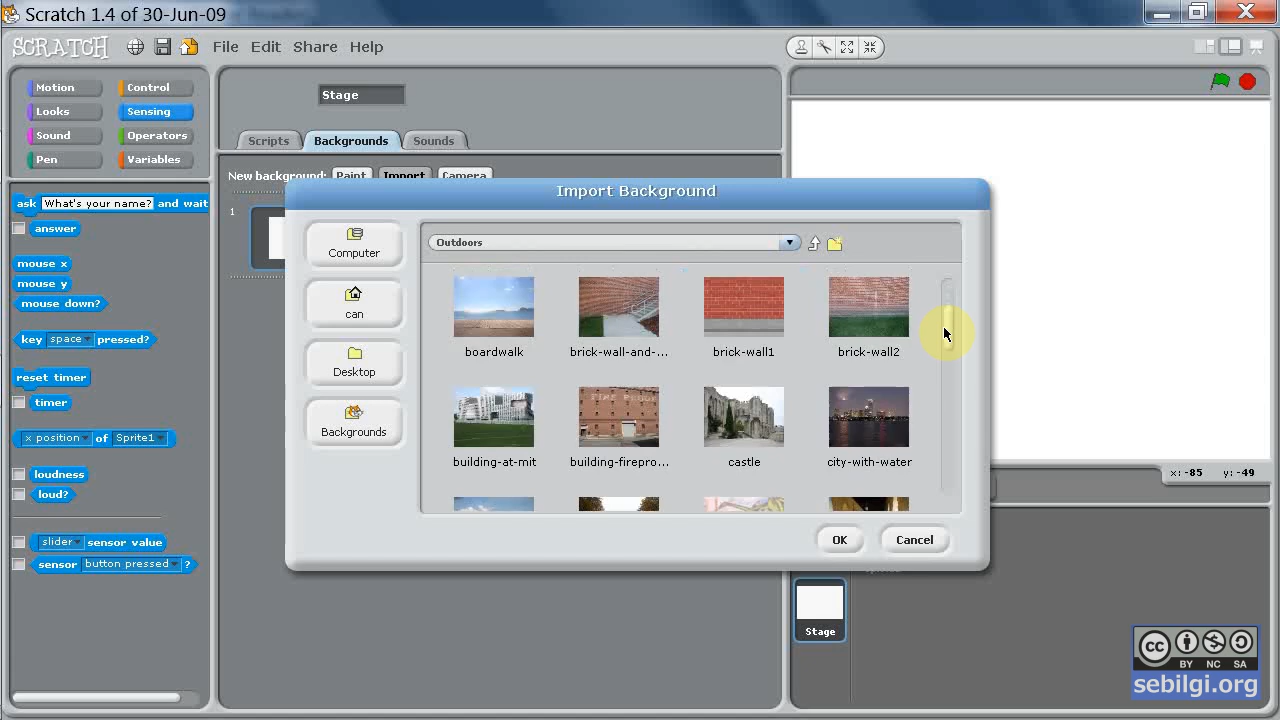 Scratch 1.4 of 30-Jun-09
SCRATCH File Edit Share Help
Motion Control
Looks Sensing
Sound Operators
Pen Variables
ask What's your name? and wait
answer
mouse x
mouse y
mouse down?
key space pressed?
reset timer
timer
x position of Sprite1
loudness
loud?
slider sensor value
sensor button pressed ?
Stage
Scripts Backgrounds Sounds
New background: Paint Import Camera
1
Import Background
Computer
can
Desktop
Backgrounds
Outdoors
boardwalk brick-wall-and-... brick-wall1 brick-wall2
building-at-mit building-firepro... castle city-with-water
OK Cancel
x: -85 y: -49
Stage
cc BY NC SA
sebilgi.org